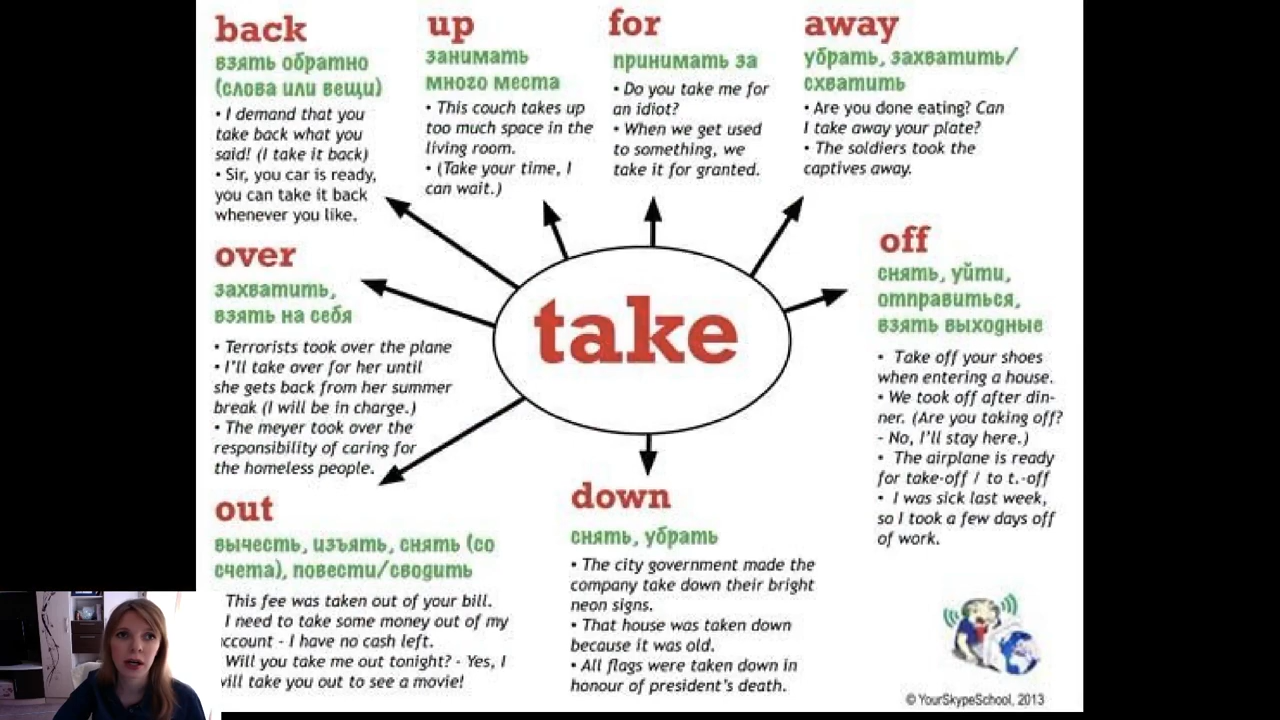 back
взять обратно
(слова или вещи)
• I demand that you
take back what you
said! (I take it back)
• Sir, you car is ready,
you can take it back
whenever you like.
up
занимать
много места
• This couch takes up
too much space in the
living room.
• (Take your time, I
can wait.)
for
принимать за
• Do you take me for
an idiot?
• When we get used
to something, we
take it for granted.
away
убрать, захватить/
схватить
• Are you done eating? Can
I take away your plate?
• The soldiers took the
captives away.
over
захватить,
взять на себя
• Terrorists took over the plane
• I'll take over for her until
she gets back from her summer
break (I will be in charge.)
• The meyer took over the
responsibility of caring for
the homeless people.
take
off
снять, уйти,
отправиться,
взять выходные
• Take off your shoes
when entering a house.
• We took off after din-
ner. (Are you taking off?
- No, I'll stay here.)
• The airplane is ready
for take-off / to t.-off
• I was sick last week,
so I took a few days off
of work.
out
вычесть, изъять, снять (со
счета), повести/сводить
This fee was taken out of your bill.
I need to take some money out of my
ccount - I have no cash left.
Will you take me out tonight? - Yes, I
will take you out to see a movie!
down
снять, убрать
• The city government made the
company take down their bright
neon signs.
• That house was taken down
because it was old.
• All flags were taken down in
honour of president's death.
© YourSkypeSchool, 2013